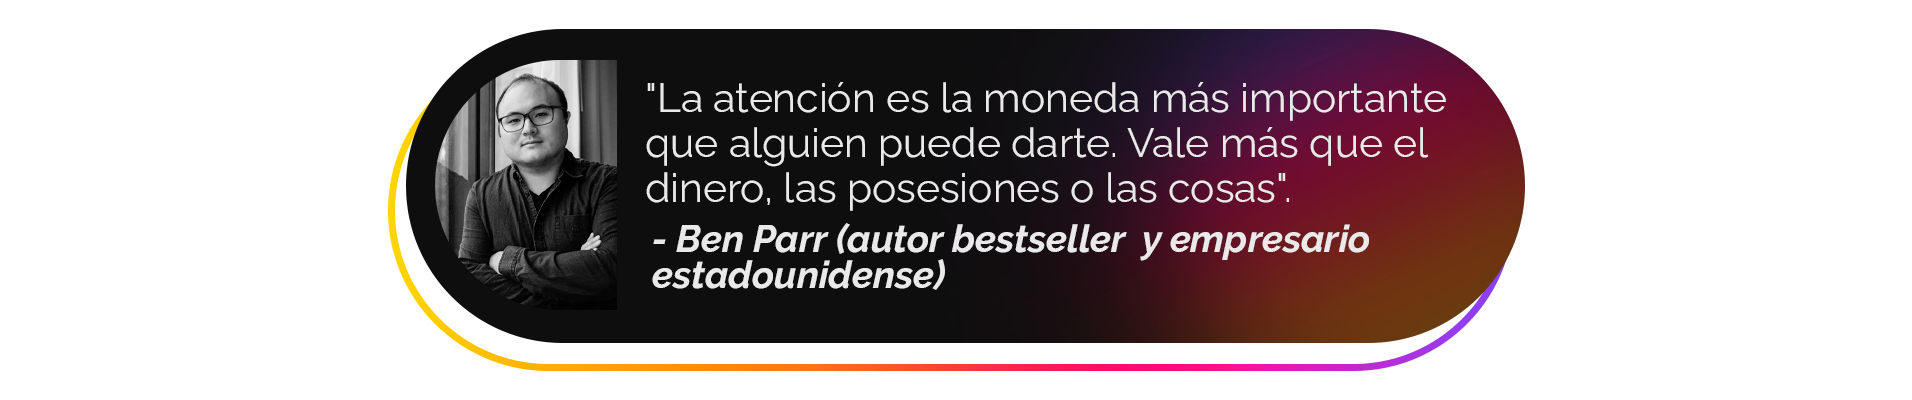 "La atención es la moneda más importante
que alguien puede darte. Vale más que el
dinero, las posesiones o las cosas".
- Ben Parr (autor bestseller  y empresario
estadounidense)